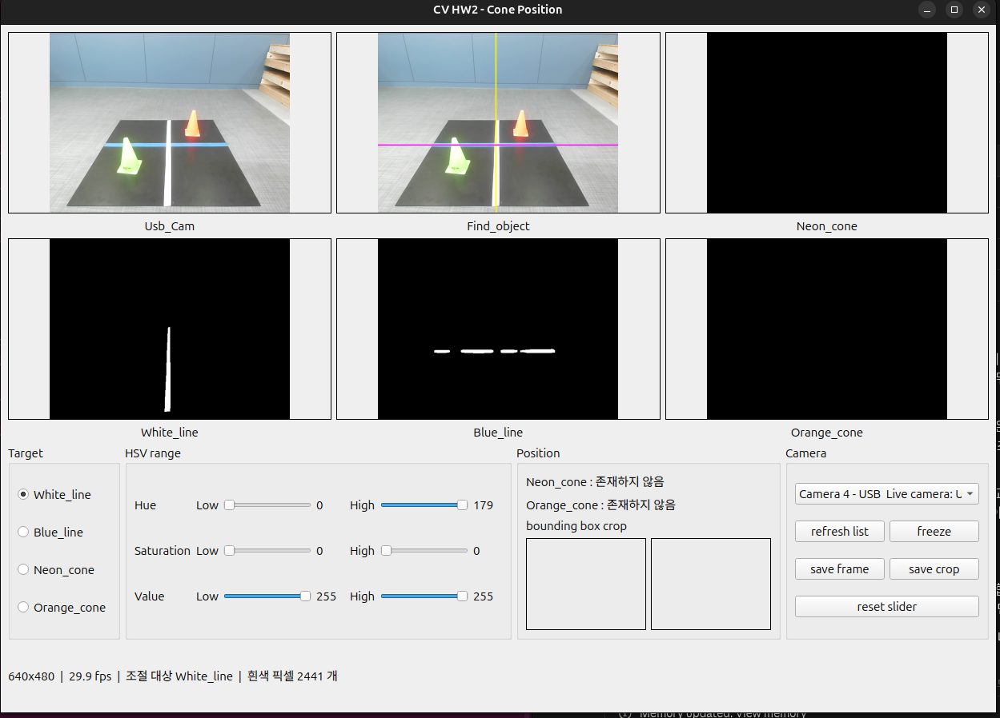 CV HW2 - Cone Position
Usb_Cam
Find_object
Neon_cone
White_line
Blue_line
Orange_cone
Target
HSV range
Position
Camera
White_line
Blue_line
Neon_cone
Orange_cone
Hue Low 0 High 179
Saturation Low 0 High 0
Value Low 255 High 255
Neon_cone : 존재하지 않음
Orange_cone : 존재하지 않음
bounding box crop
Camera 4 - USB Live camera: U
refresh list
freeze
save frame
save crop
reset slider
640x480 | 29.9 fps | 조절 대상 White_line | 흰색 픽셀 2441 개
Memory updated. View memory